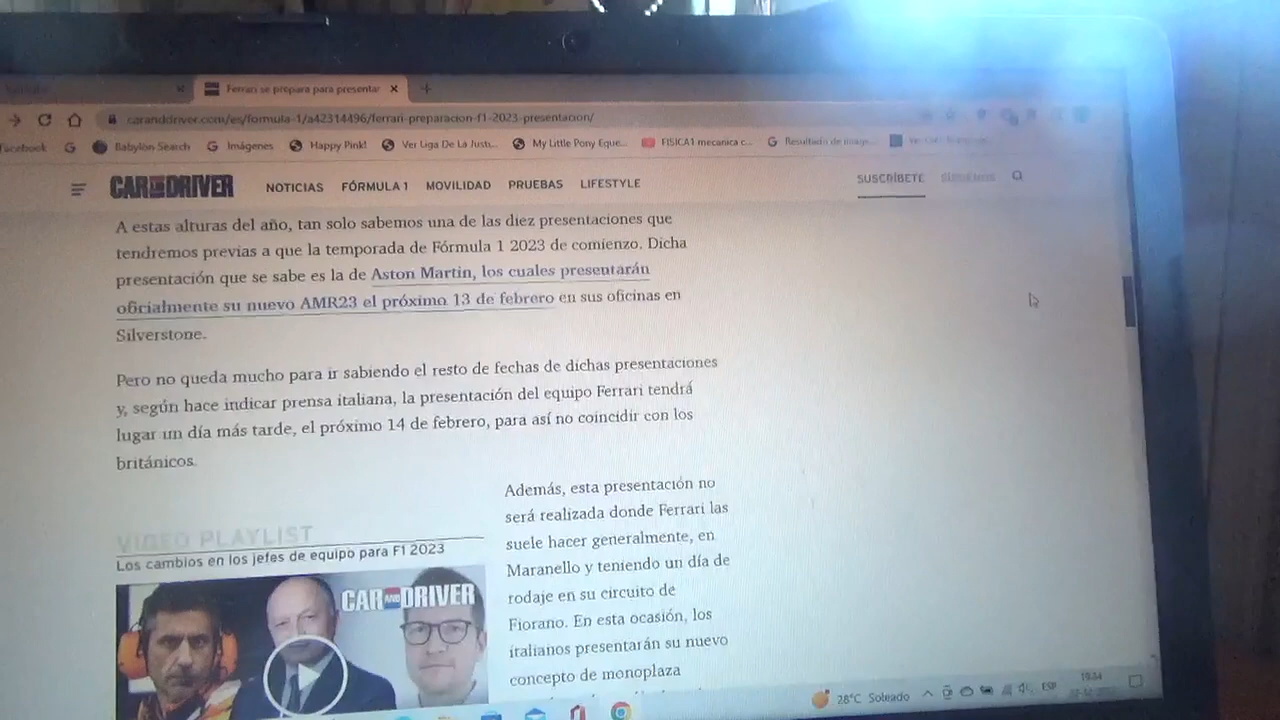 Ferrari se prepara para presentar
caranddriver.com/es/formula-1/a42314496/ferrari-preparacion-f1-2023-presentacion/
Facebook Babylon Search Imágenes Happy Pink! Ver Liga De La Justi... My Little Pony Eque... FISICA1 mecanica c... Resultado de image...
CAR AND DRIVER NOTICIAS FÓRMULA 1 MOVILIDAD PRUEBAS LIFESTYLE SUSCRÍBETE
A estas alturas del año, tan solo sabemos una de las diez presentaciones que
tendremos previas a que la temporada de Fórmula 1 2023 de comienzo. Dicha
presentación que se sabe es la de Aston Martin, los cuales presentarán
oficialmente su nuevo AMR23 el próximo 13 de febrero en sus oficinas en
Silverstone.
Pero no queda mucho para ir sabiendo el resto de fechas de dichas presentaciones
y, según hace indicar prensa italiana, la presentación del equipo Ferrari tendrá
lugar un día más tarde, el próximo 14 de febrero, para así no coincidir con los
británicos.
VIDEO PLAYLIST
Los cambios en los jefes de equipo para F1 2023
CAR AND DRIVER
Además, esta presentación no
será realizada donde Ferrari las
suele hacer generalmente, en
Maranello y teniendo un día de
rodaje en su circuito de
Fiorano. En esta ocasión, los
italianos presentarán su nuevo
concepto de monoplaza
28°C Soleado ESP